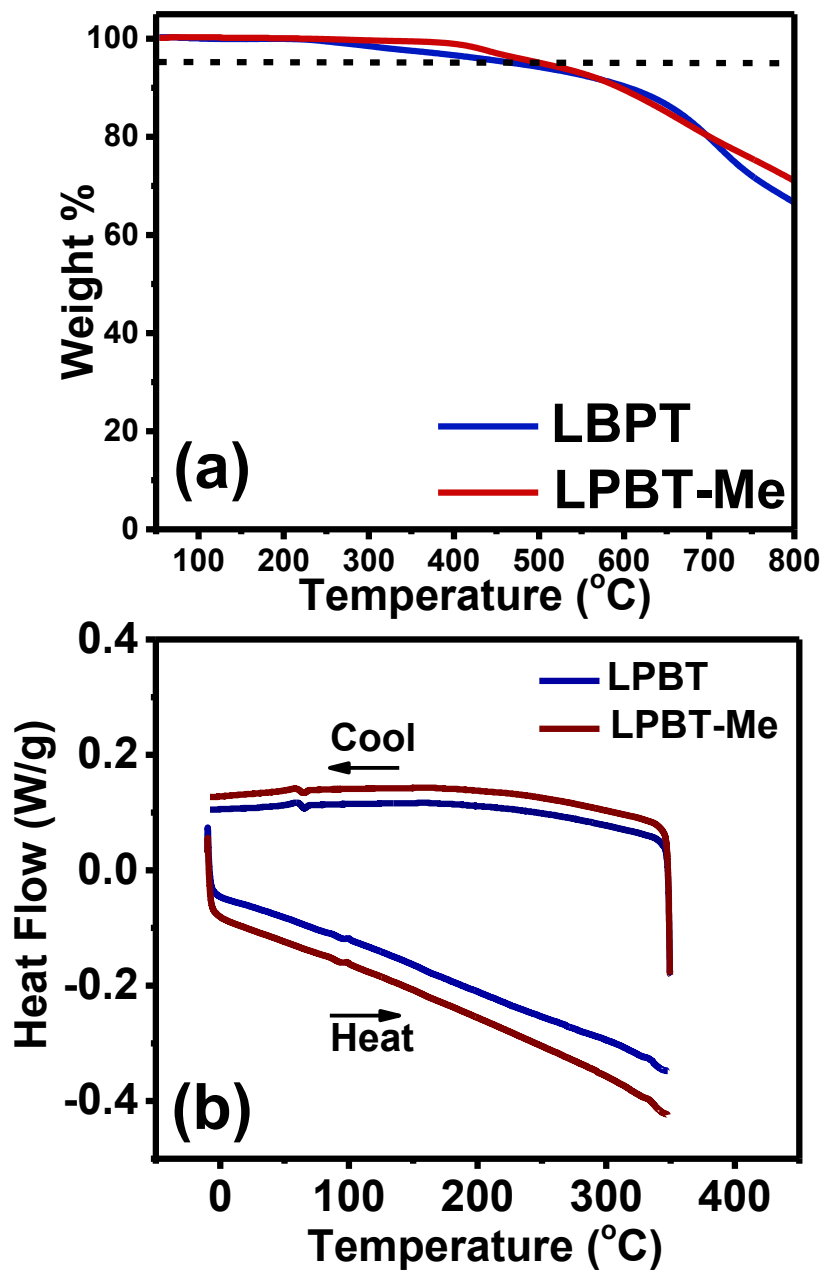 100
80
60
40
20
0
Weight %
(a)
LBPT
LPBT-Me
100 200 300 400 500 600 700 800
Temperature (°C)
0.4
0.2
0.0
-0.2
-0.4
Heat Flow (W/g)
LPBT
LPBT-Me
Cool
Heat
(b)
0 100 200 300 400
Temperature (°C)